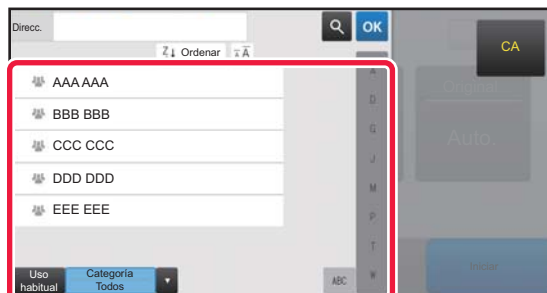 Direcc.
OK
CA
Z Ordenar
AAA AAA
BBB BBB
CCC CCC
DDD DDD
EEE EEE
A
D
G
J
M
P
T
W
Original
Auto.
Uso habitual
Categoría Todos
ABC
Iniciar